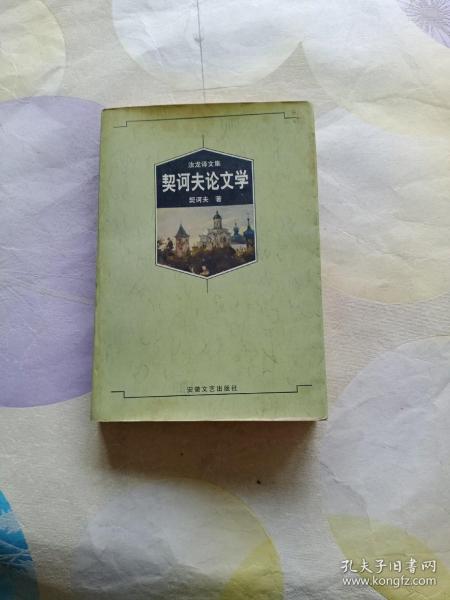 汝龙译文集
契诃夫论文学
契诃夫 著
安徽文艺出版社
孔夫子旧书网
www.kongfz.com